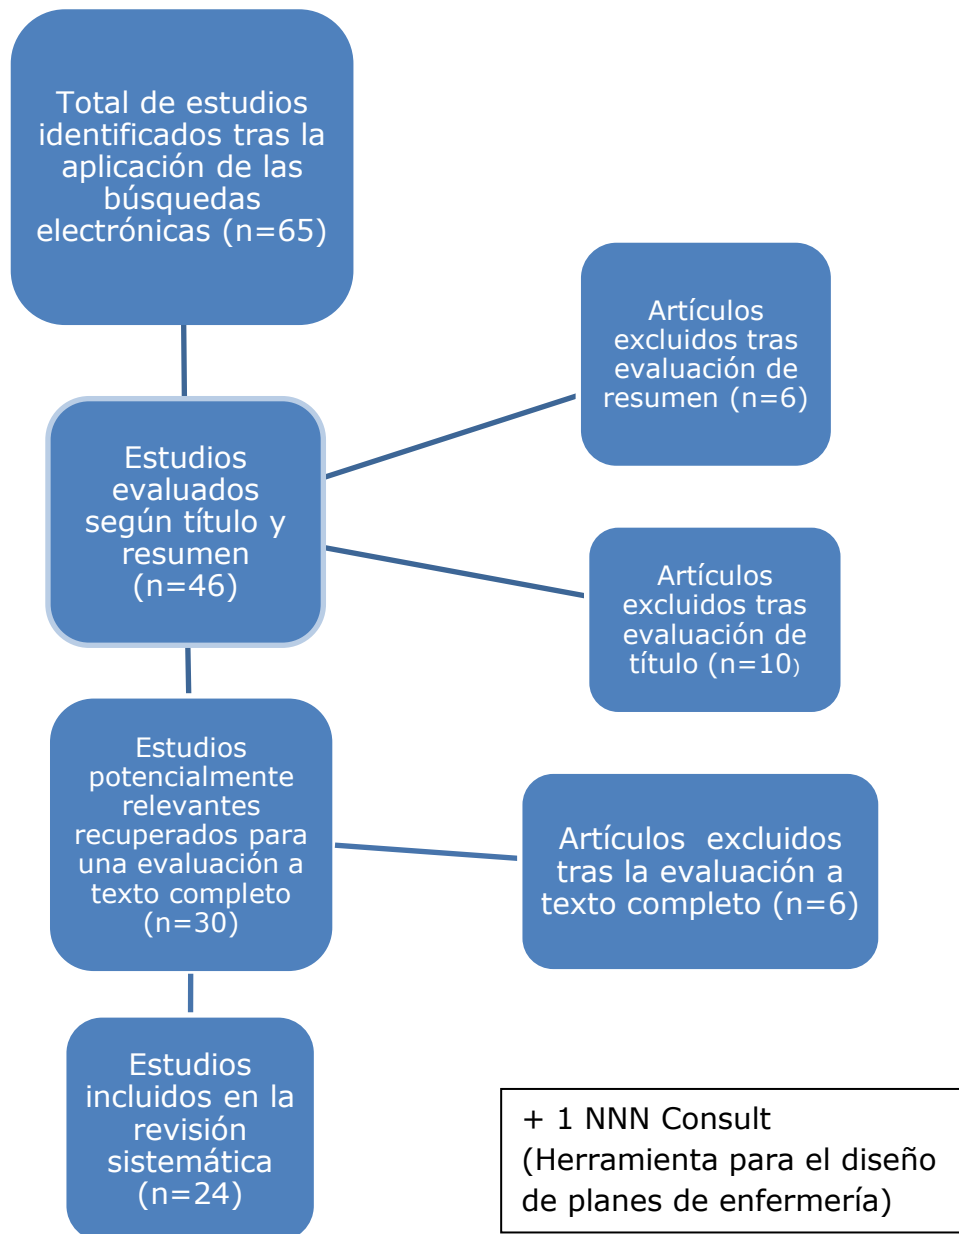 Total de estudios
identificados tras la
aplicación de las
búsquedas
electrónicas (n=65)
Artículos
excluidos tras
evaluación de
resumen (n=6)
Estudios
evaluados
según título y
resumen
(n=46)
Artículos
excluidos tras
evaluación de
título (n=10)
Estudios
potencialmente
relevantes
recuperados para
una evaluación a
texto completo
(n=30)
Artículos  excluidos
tras la evaluación a
texto completo (n=6)
Estudios
incluidos en la
revisión
sistemática
(n=24)
+ 1 NNN Consult
(Herramienta para el diseño
de planes de enfermería)